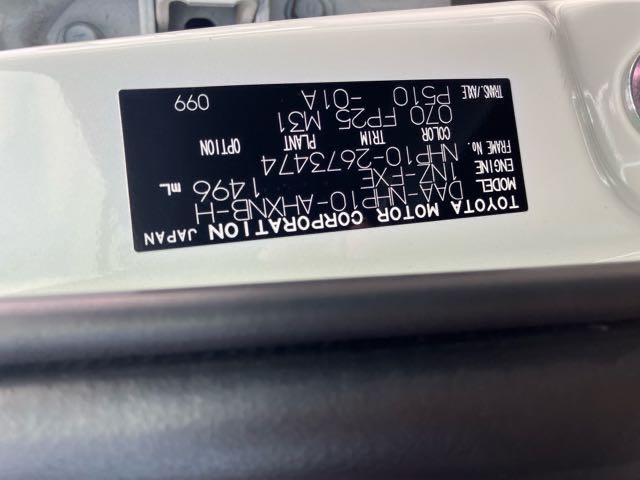 TOYOTA MOTOR CORPORATION JAPAN
MODEL DAA-NHP10-AHXNB-H
ENGINE 1NZ-FXE 1496 mL
FRAME No. NHP10-2673474
COLOR TRIM PLANT OPTION
070 FP25 M31
TRANS./AXLE P510 -01A 099